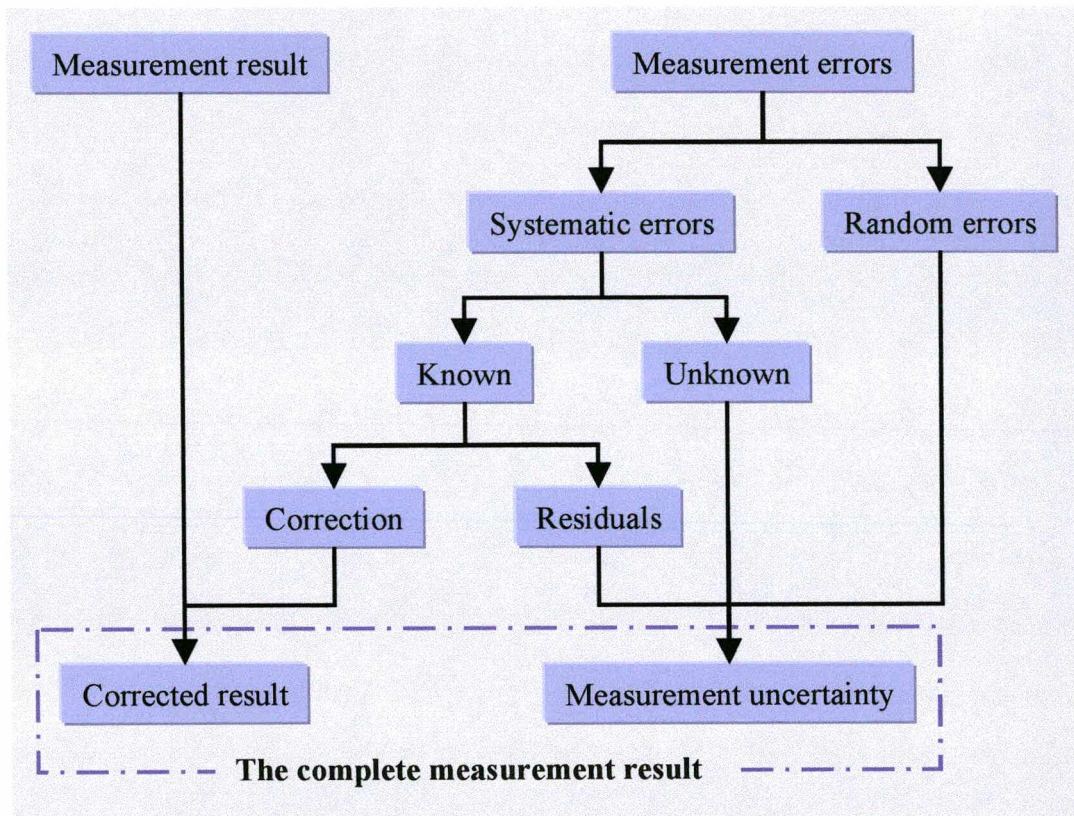 Measurement result
Measurement errors
Systematic errors
Random errors
Known
Unknown
Correction
Residuals
Corrected result
Measurement uncertainty
The complete measurement result